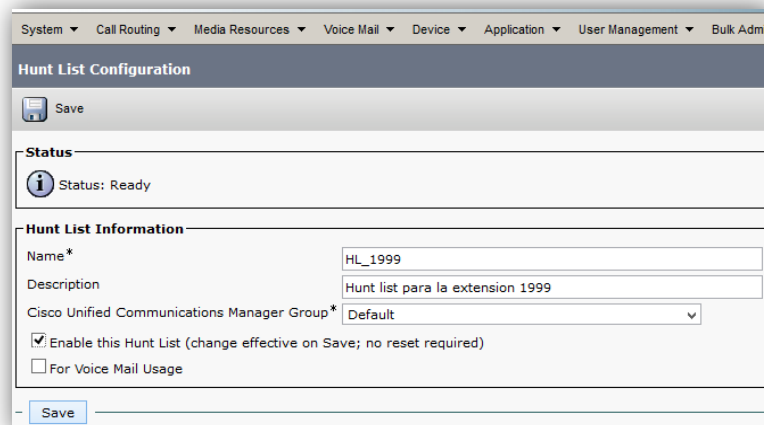 System Call Routing Media Resources Voice Mail Device Application User Management Bulk Adm
Hunt List Configuration
Save
Status
Status: Ready
Hunt List Information
Name*
HL_1999
Description
Hunt list para la extension 1999
Cisco Unified Communications Manager Group*
Default
Enable this Hunt List (change effective on Save; no reset required)
For Voice Mail Usage
Save